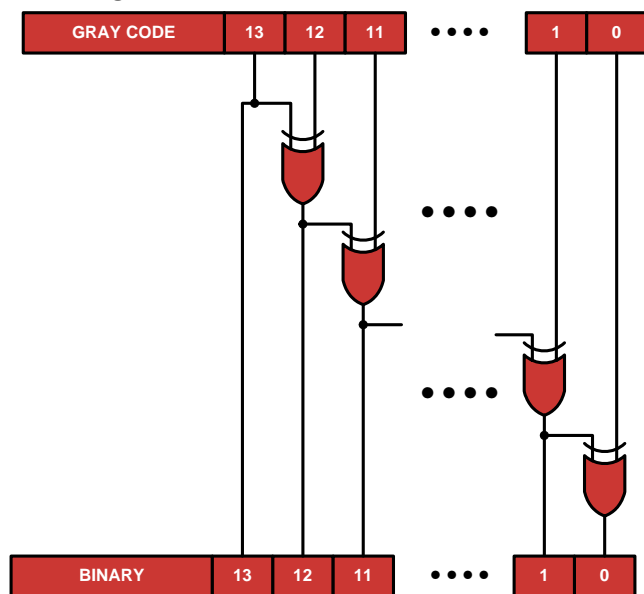 GRAY CODE 13 12 11 •••• 1 0
BINARY 13 12 11 •••• 1 0